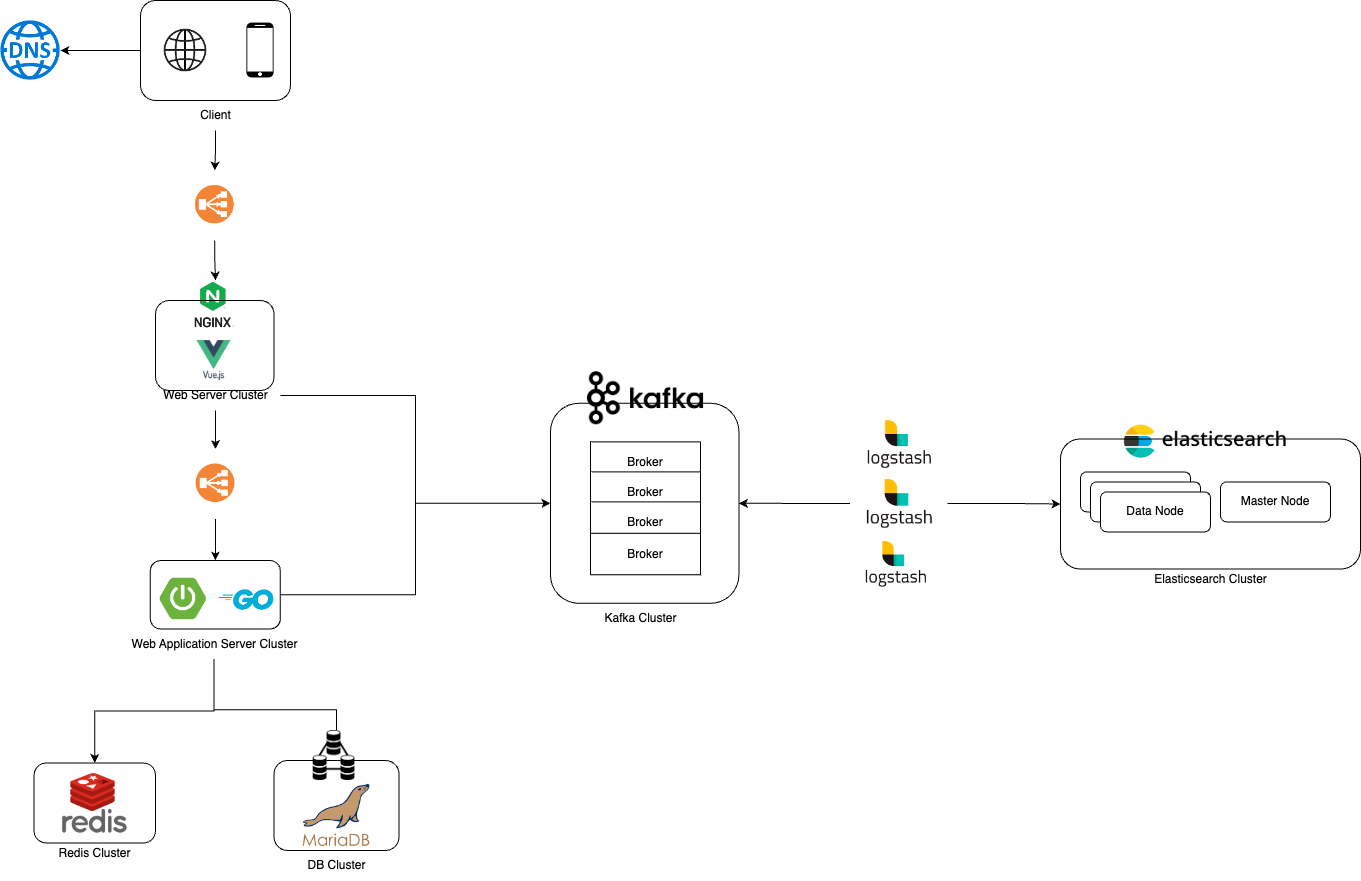 DNS
Client
NGINX
Vue.js
Web Server Cluster
kafka
Broker
Broker
Broker
Broker
Kafka Cluster
logstash
logstash
logstash
elasticsearch
Data Node
Master Node
Elasticsearch Cluster
GO
Web Application Server Cluster
redis
Redis Cluster
MariaDB
DB Cluster